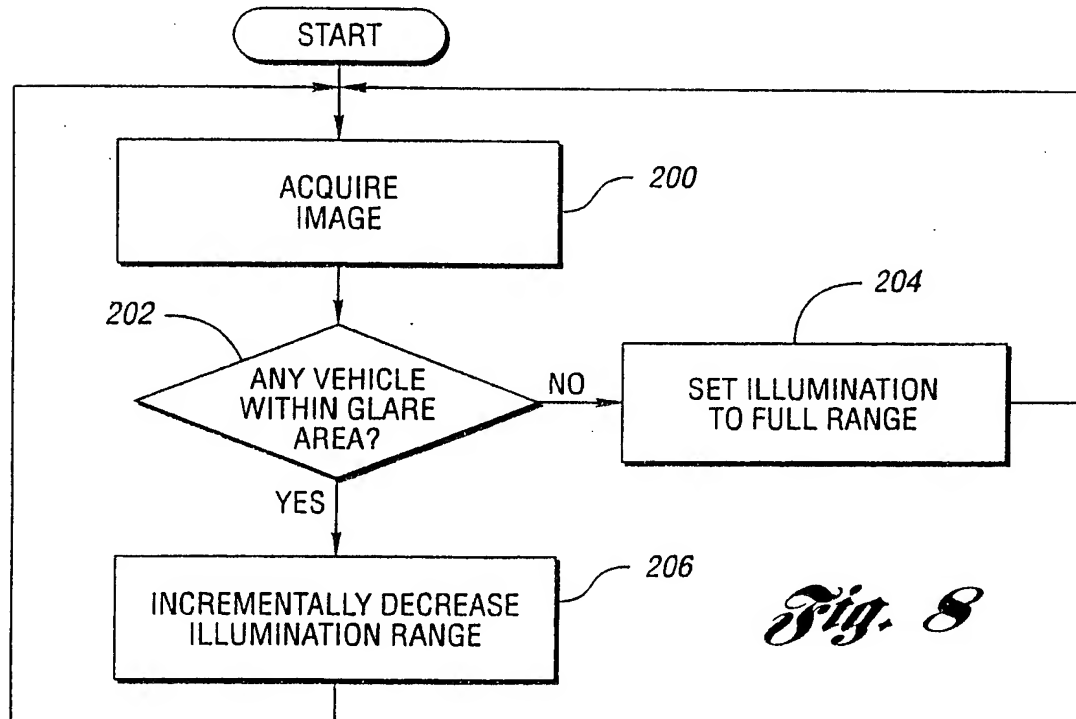 START
ACQUIRE
IMAGE
200
202
ANY VEHICLE
WITHIN GLARE
AREA?
NO
204
SET ILLUMINATION
TO FULL RANGE
YES
206
INCREMENTALLY DECREASE
ILLUMINATION RANGE
Fig. 8